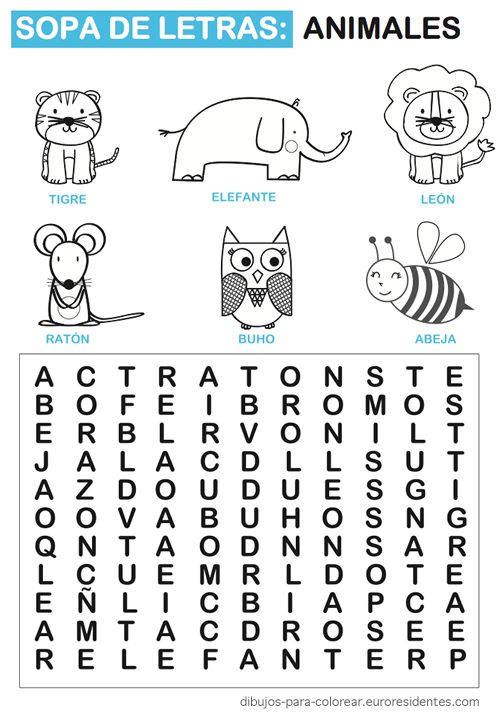 SOPA DE LETRAS: ANIMALES
TIGRE ELEFANTE LEÓN
RATÓN BUHO ABEJA
A C T R A T O N S T E
B O F E I B R O M O S
E R B L R V O N I L T
J A L A C D L L S U T
A Z D O U D U E S G I
O O V A B U H O S N G
Q N T A O D N N S A R
L C U E M R L D O T E
E Ñ L I C B I A P C A
A M T A C D R O S E E
R E L E F A N T E R P
dibujos-para-colorear.euroresidentes.com